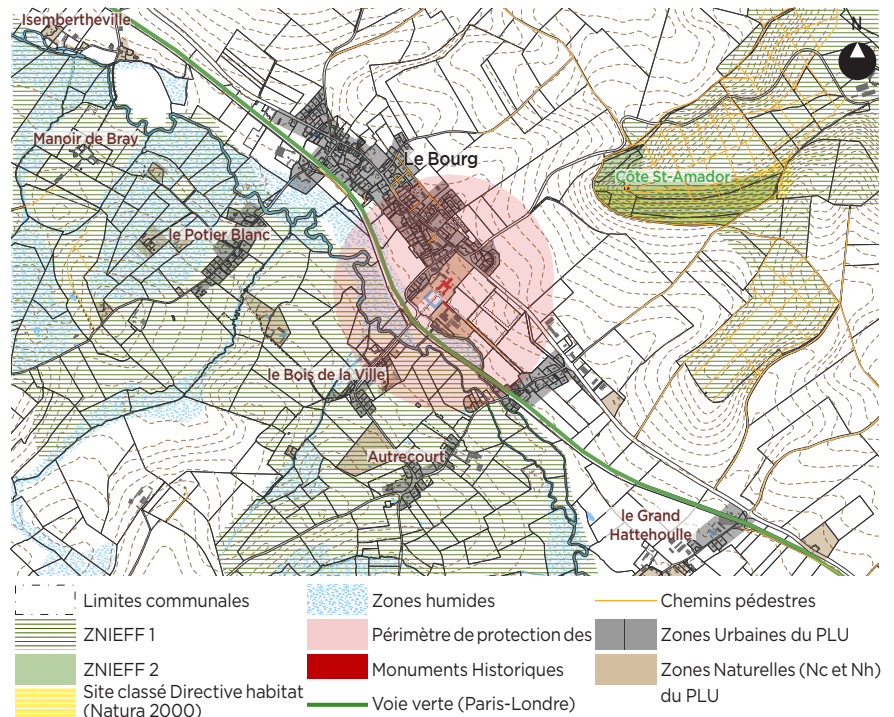 Isembertheville
N
Manoir de Bray
Le Bourg
Côte St-Amador
le Potier Blanc
le Bois de la Ville
Autrecourt
le Grand
Hattehoulle
Limites communales
ZNIEFF 1
ZNIEFF 2
Site classé Directive habitat
(Natura 2000)
Zones humides
Périmètre de protection des
Monuments Historiques
Voie verte (Paris-Londre)
Chemins pédestres
Zones Urbaines du PLU
Zones Naturelles (Nc et Nh)
du PLU